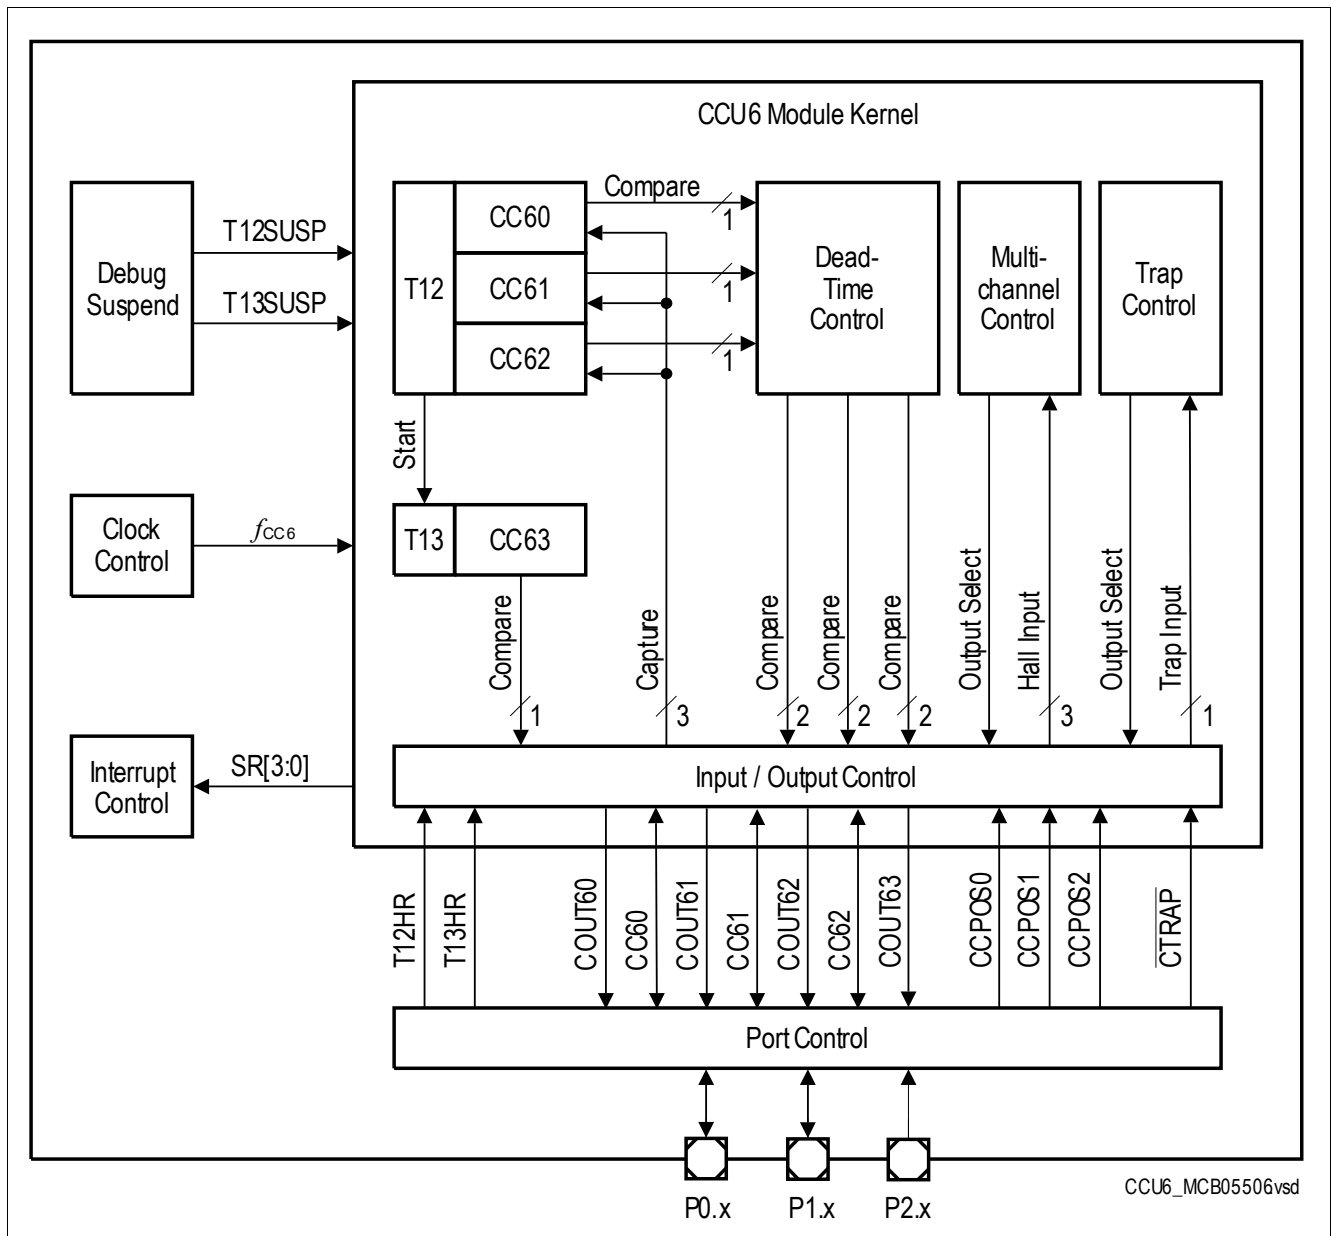 CCU6 Module Kernel
Debug
Suspend
T12SUSP
T13SUSP
T12
CC60
CC61
CC62
Compare
1
1
1
Dead-
Time
Control
Multi-
channel
Control
Trap
Control
Start
Clock
Control
fCC6
T13
CC63
Compare
1
Capture
3
Compare
2
Compare
2
Compare
2
Output Select
Hall Input
3
Output Select
Trap Input
1
Interrupt
Control
SR[3:0]
Input / Output Control
T12HR
T13HR
COUT60
CC60
COUT61
CC61
COUT62
CC62
COUT63
CCPOS0
CCPOS1
CCPOS2
CTRAP
Port Control
P0.x
P1.x
P2.x
CCU6_MCB05506.vsd